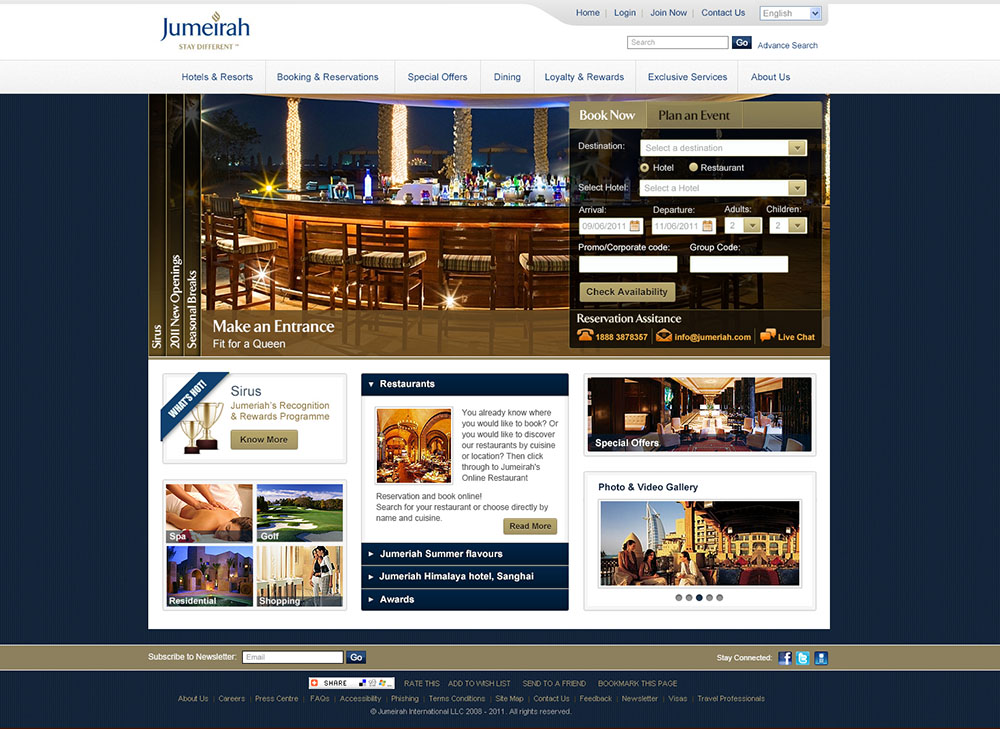 Home | Login | Join Now | Contact Us English
Jumeirah
STAY DIFFERENT ™
Search Go Advance Search
Hotels & Resorts Booking & Reservations Special Offers Dining Loyalty & Rewards Exclusive Services About Us
Sirus
2011 New Openings
Seasonal Breaks
Make an Entrance
Fit for a Queen
Book Now Plan an Event
Destination: Select a destination
Hotel Restaurant
Select Hotel: Select a Hotel
Arrival: Departure: Adults: Children:
09/06/2011 11/06/2011 2 2
Promo/Corporate code: Group Code:
Check Availability
Reservation Assitance
1888 3878357 info@jumeriah.com Live Chat
WHAT'S HOT!
Sirus
Jumeriah's Recognition
& Rewards Programme
Know More
Spa
Golf
Residential
Shopping
Restaurants
You already know where
you would like to book? Or
you would like to discover
our restaurants by cuisine
or location? Then click
through to Jumeirah's
Online Restaurant
Reservation and book online!
Search for your restaurant or choose directly by
name and cuisine.
Read More
Jumeriah Summer flavours
Jumeriah Himalaya hotel, Sanghai
Awards
Special Offers
Photo & Video Gallery
Subscribe to Newsletter: Email Go
Stay Connected:
SHARE RATE THIS ADD TO WISH LIST SEND TO A FRIEND BOOKMARK THIS PAGE
About Us | Careers | Press Centre | FAQs | Accessibility | Phishing | Terms Conditions | Site Map | Contact Us | Feedback | Newsletter | Visas | Travel Professionals
© Jumeirah International LLC 2008 - 2011. All rights reserved.